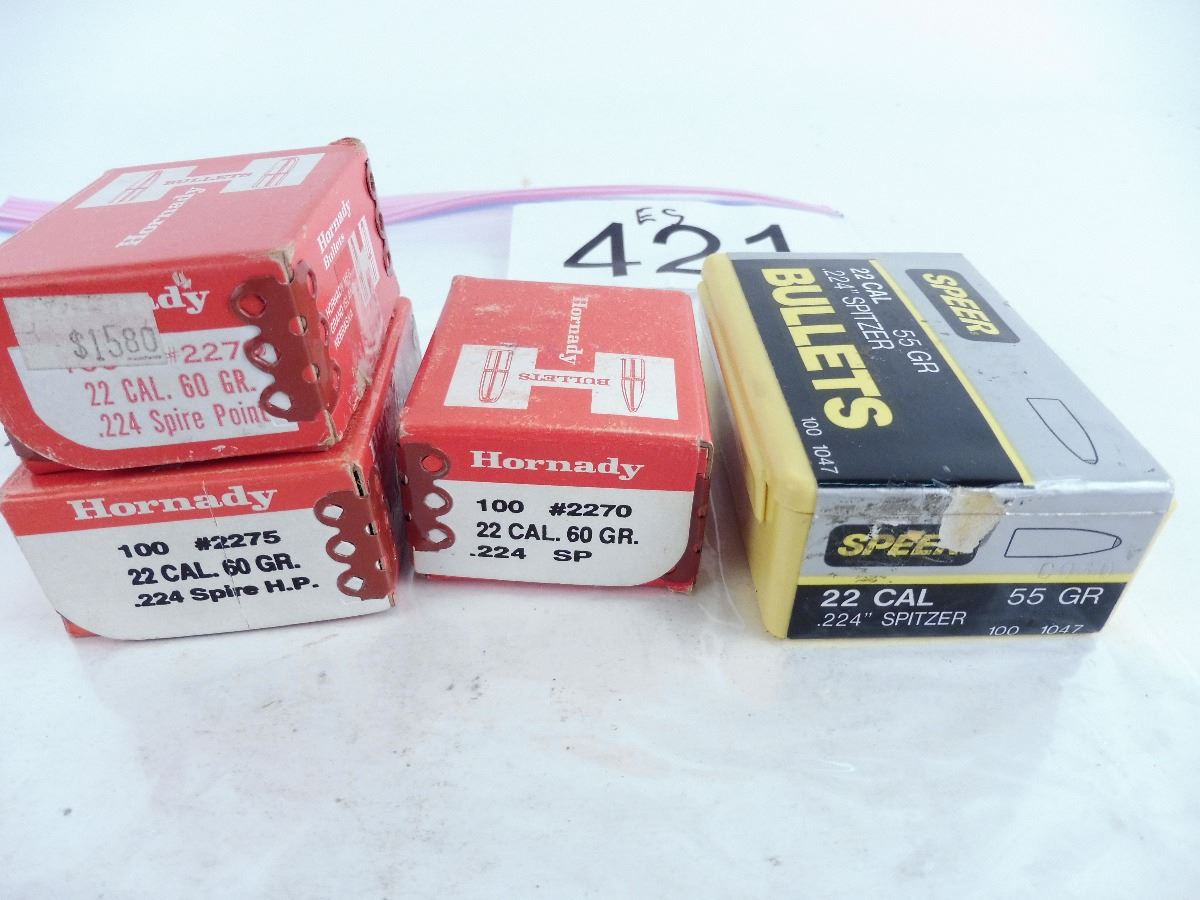 BULLETS
Hornady
Hornady
Bullets
$1580
#227
22 CAL. 60 GR.
.224 Spire Point
Hornady
100 #2275
22 CAL. 60 GR.
.224 Spire H.P.
Hornady
BULLETS
Hornady
100 #2270
22 CAL. 60 GR.
.224 SP
ES
421
SPEER
22 CAL 55 GR
.224" SPITZER
BULLETS
100 1047
SPEER
22 CAL 55 GR
.224" SPITZER
100 1047